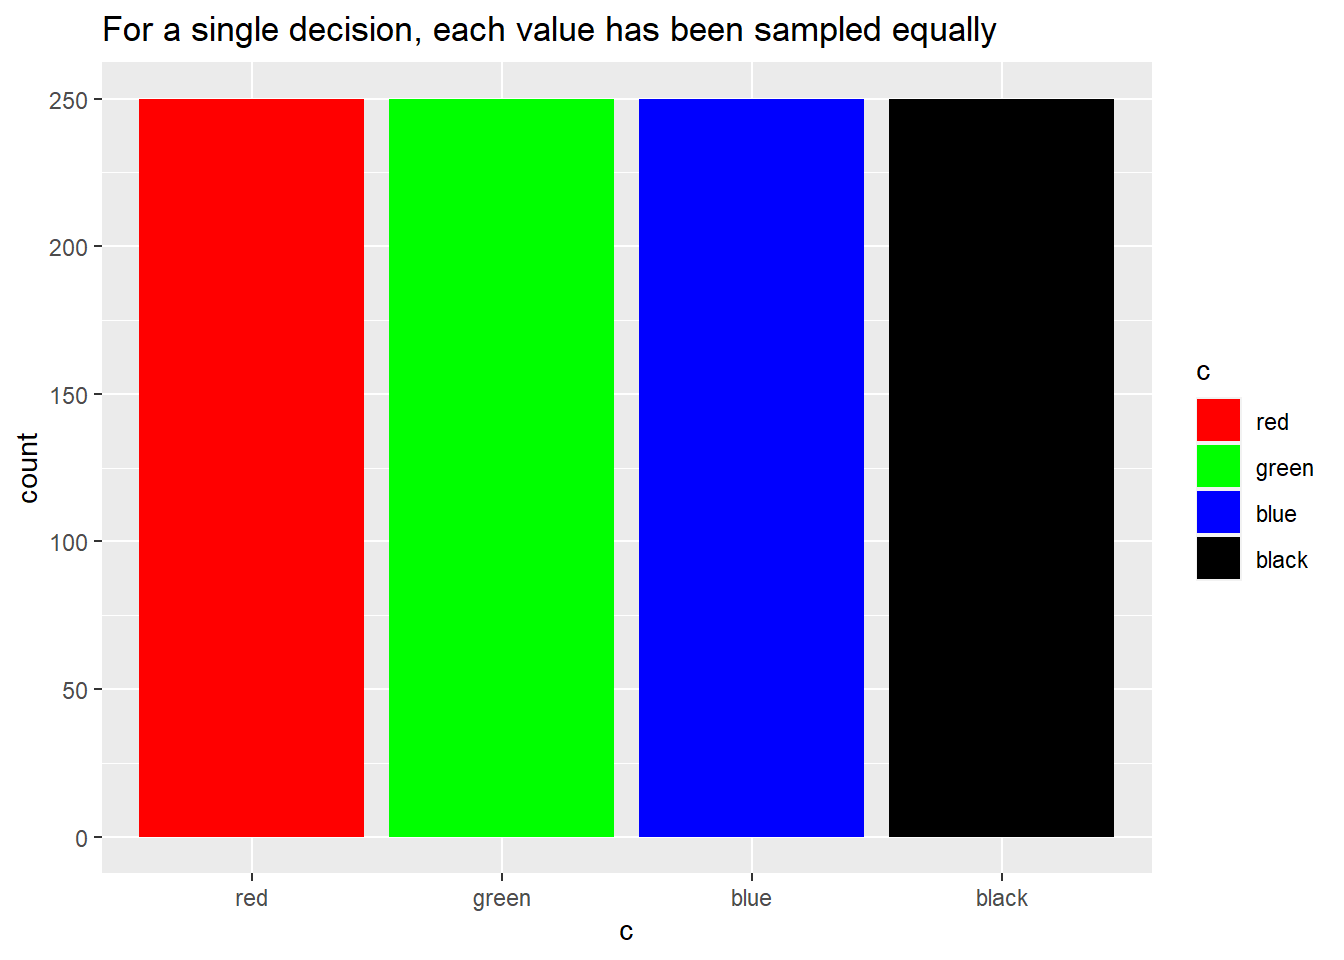 For a single decision, each value has been sampled equally
250
200
150
100
50
0
count
red
green
blue
black
c
c
red
green
blue
black